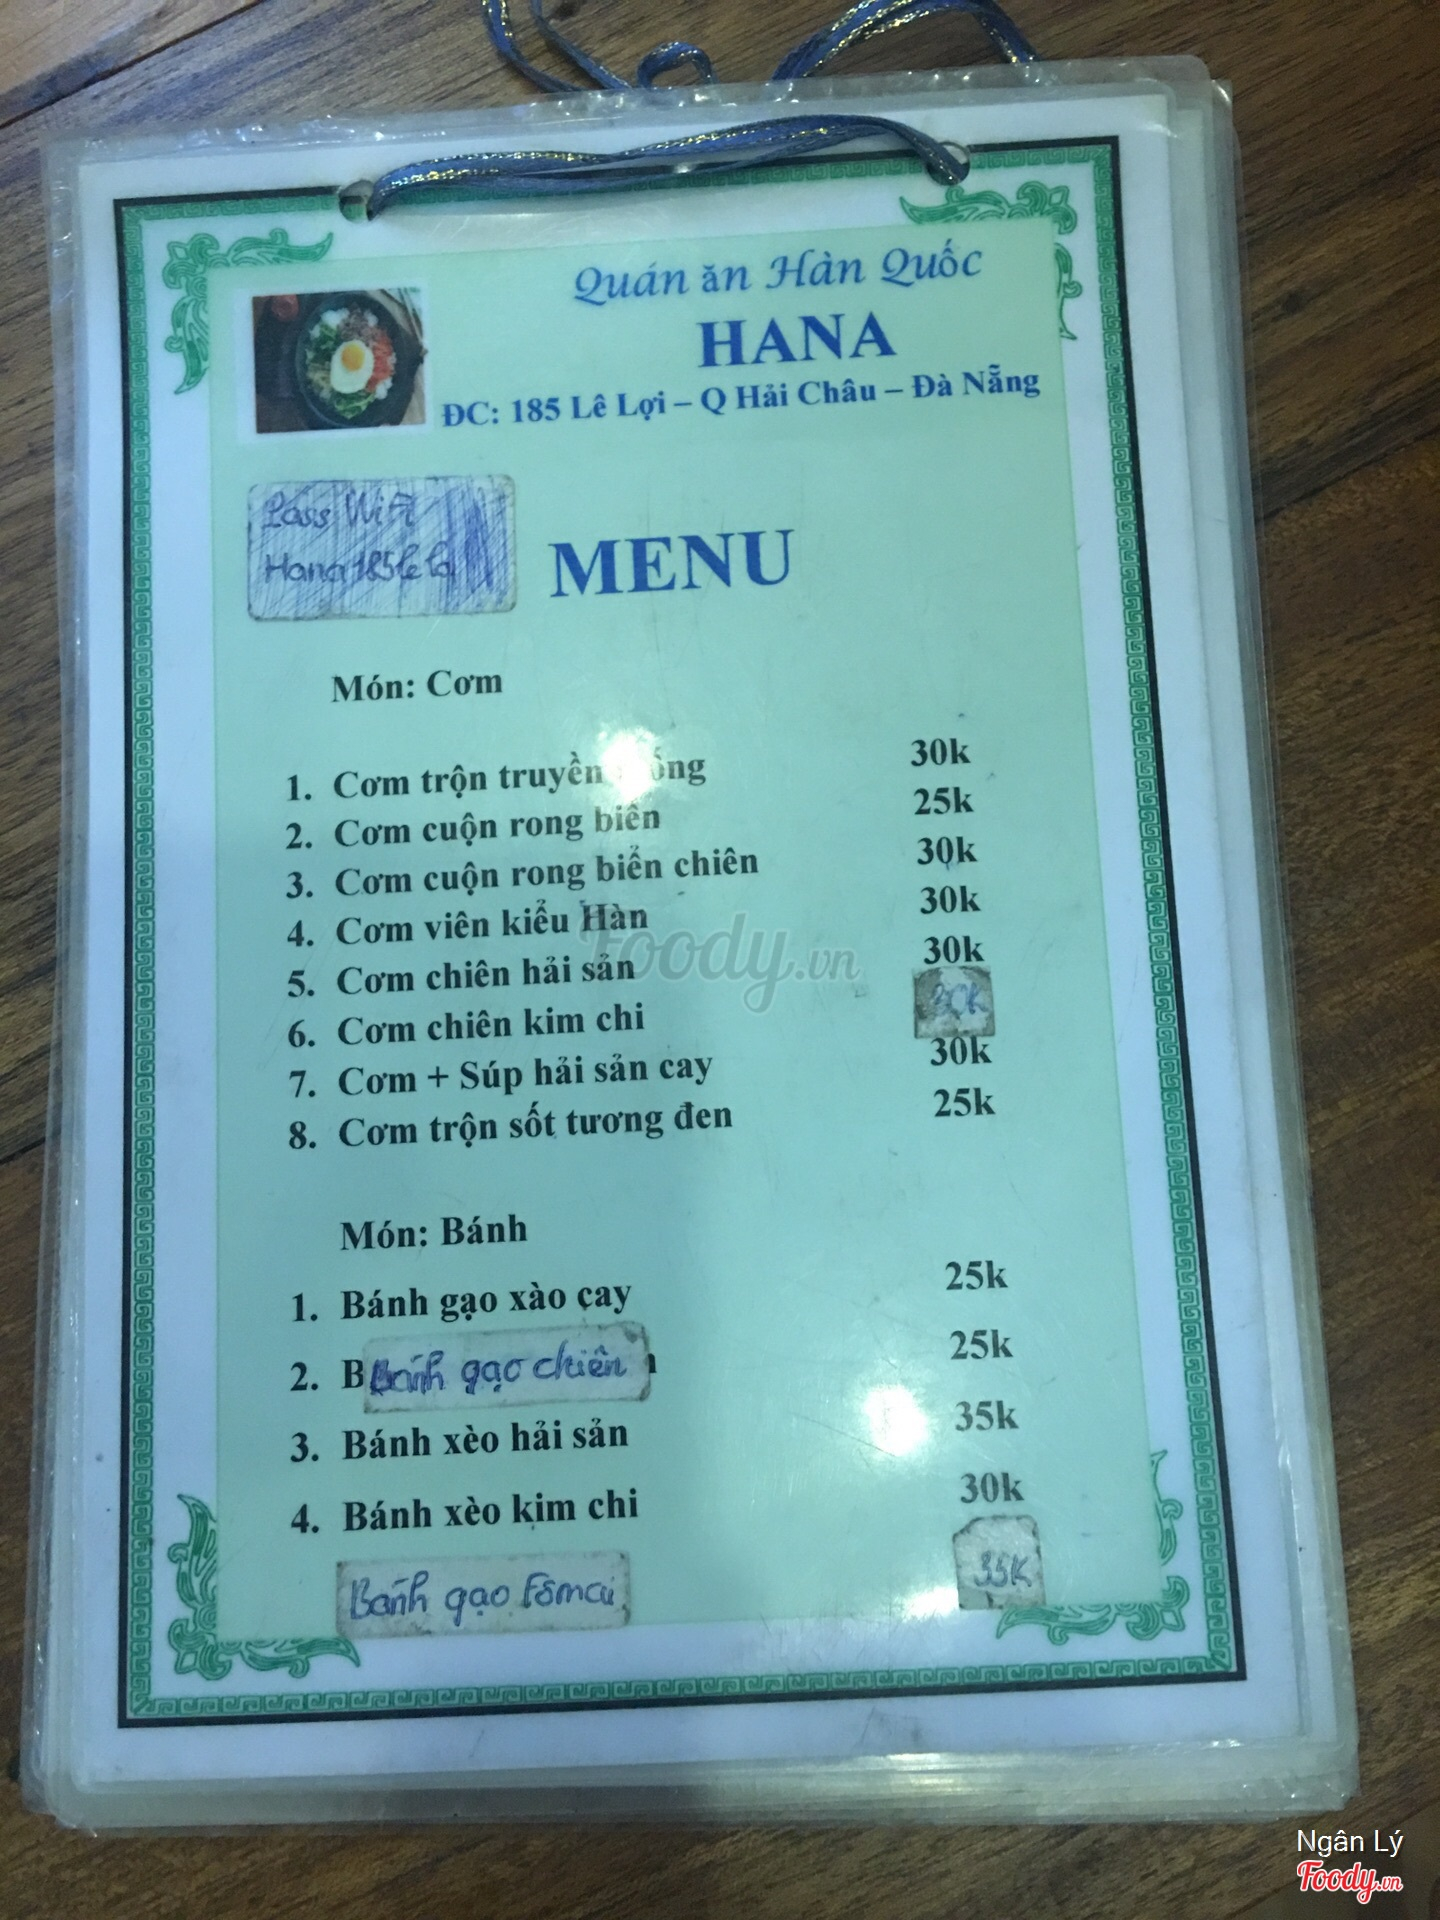 Quán ăn Hàn Quốc
HANA
ĐC: 185 Lê Lợi – Q Hải Châu – Đà Nẵng
Pass Wifi
MENU
Món: Cơm
1. Cơm trộn truyền thống 30k
2. Cơm cuộn rong biển 25k
3. Cơm cuộn rong biển chiên 30k
4. Cơm viên kiểu Hàn 30k
5. Cơm chiên hải sản 30k
6. Cơm chiên kim chi 30k
7. Cơm + Súp hải sản cay 30k
8. Cơm trộn sốt tương đen 25k
Món: Bánh
1. Bánh gạo xào cay 25k
2. Bánh gạo chiên 25k
3. Bánh xèo hải sản 35k
4. Bánh xèo kim chi 30k
Bánh gạo Fômai 35K
Foody.vn
Ngân Lý
Foody.vn